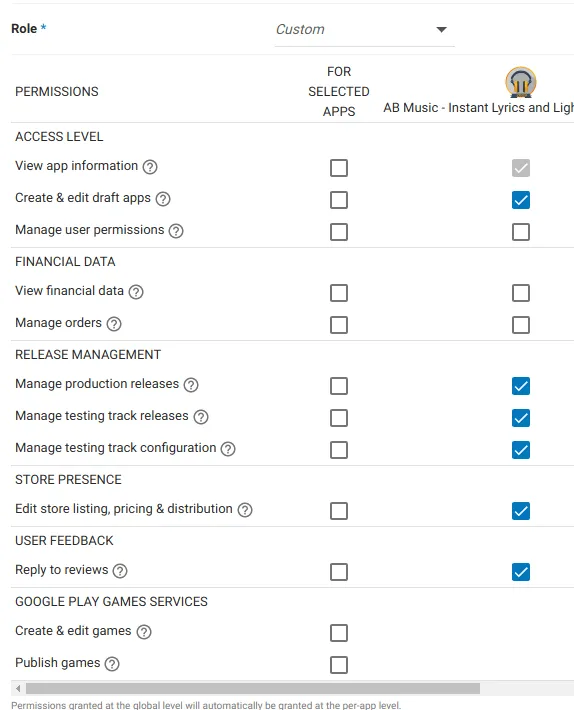 Role *
Custom
PERMISSIONS
FOR
SELECTED
APPS
AB Music - Instant Lyrics and Ligh
ACCESS LEVEL
View app information ?
Create & edit draft apps ?
Manage user permissions ?
FINANCIAL DATA
View financial data ?
Manage orders ?
RELEASE MANAGEMENT
Manage production releases ?
Manage testing track releases ?
Manage testing track configuration ?
STORE PRESENCE
Edit store listing, pricing & distribution ?
USER FEEDBACK
Reply to reviews ?
GOOGLE PLAY GAMES SERVICES
Create & edit games ?
Publish games ?
Permissions granted at the global level will automatically be granted at the per-app level.